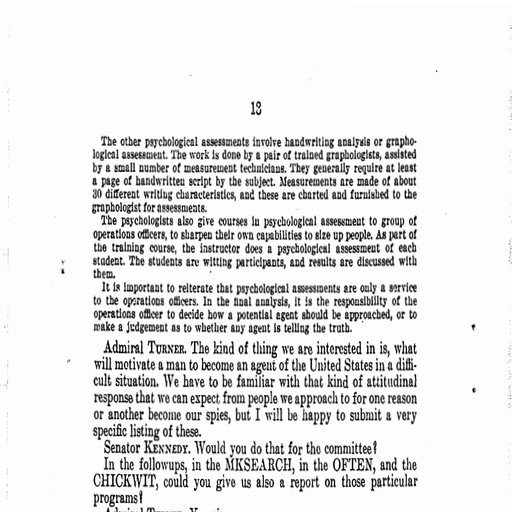 13
The other psychological assessments involve handwriting analysis or grapho-
logical assessment. The work is done by a pair of trained graphologists, assisted
by a small number of measurement technicians. They generally require at least
a page of handwritten script by the subject. Measurements are made of about
30 different writing characteristics, and these are charted and furnished to the
graphologist for assessments.
The psychologists also give courses in psychological assessment to group of
operations officers, to sharpen their own capabilities to size up people. As part of
the training course, the instructor does a psychological assessment of each
student. The students are witting participants, and results are discussed with
them.
It is important to reiterate that psychological assessments are only a service
to the operations officers. In the final analysis, it is the responsibility of the
operations officer to decide how a potential agent should be approached, or to
make a judgement as to whether any agent is telling the truth.
Admiral TURNER. The kind of thing we are interested in is, what
will motivate a man to become an agent of the United States in a diffi-
cult situation. We have to be familiar with that kind of attitudinal
response that we can expect from people we approach to for one reason
or another become our spies, but I will be happy to submit a very
specific listing of these.
Senator KENNEDY. Would you do that for the committee?
In the followups, in the MKSEARCH, in the OFTEN, and the
CHICKWIT, could you give us also a report on those particular
programs?